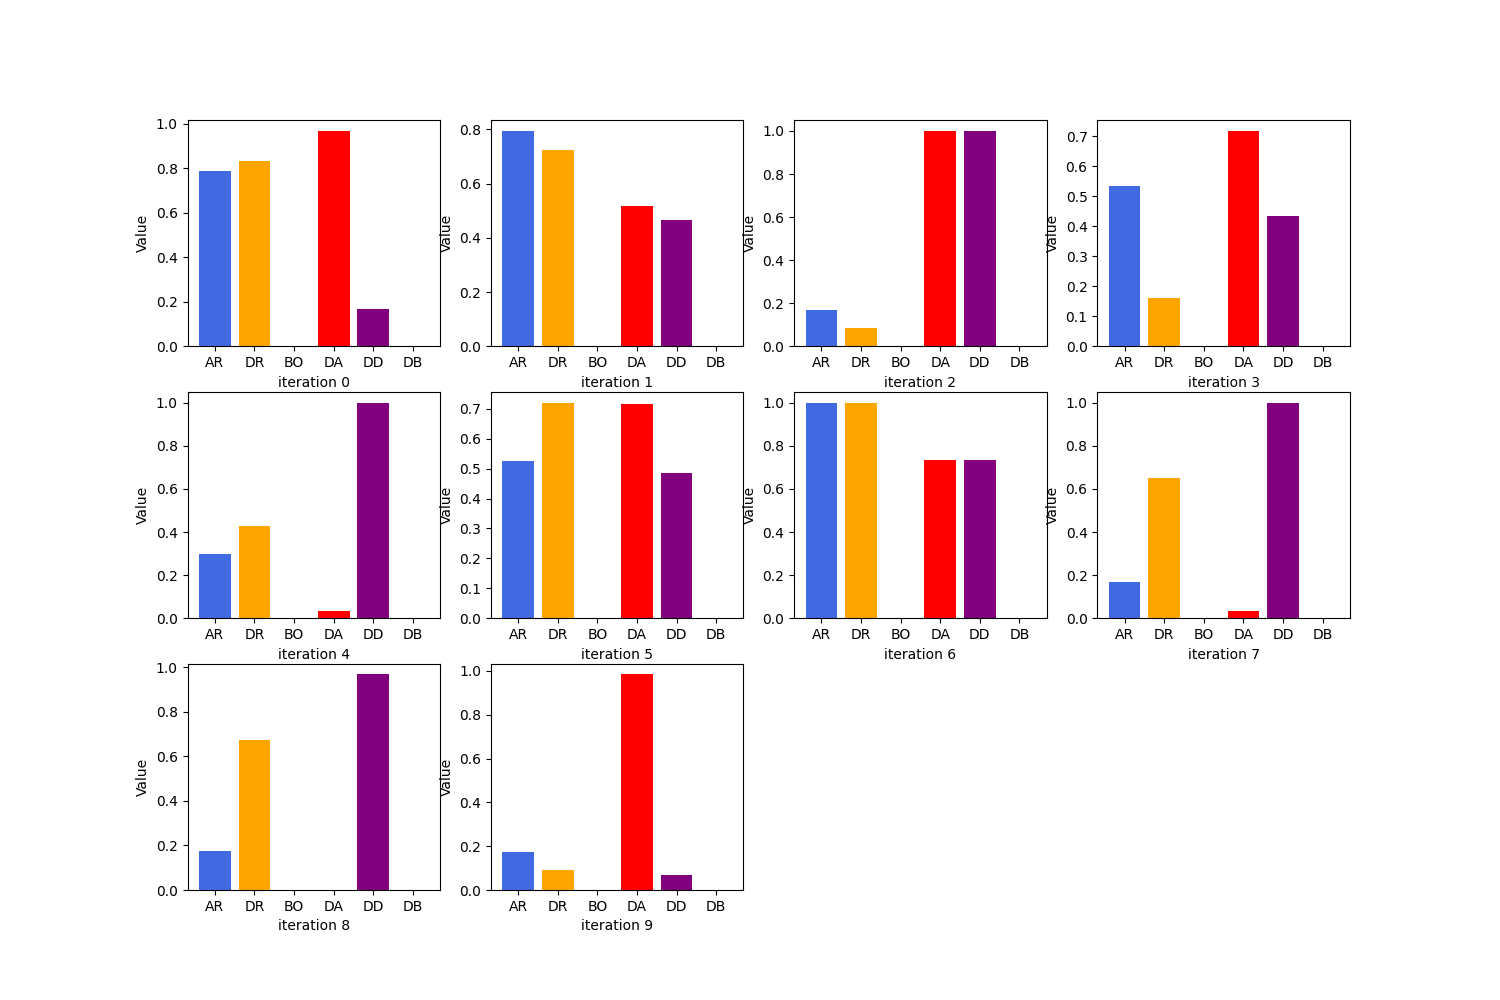 1.0
0.8
0.6
0.4
0.2
0.0
Value
AR DR BO DA DD DB
iteration 0
0.8
0.6
0.4
0.2
0.0
Value
AR DR BO DA DD DB
iteration 1
1.0
0.8
0.6
0.4
0.2
0.0
Value
AR DR BO DA DD DB
iteration 2
0.7
0.6
0.5
0.4
0.3
0.2
0.1
0.0
Value
AR DR BO DA DD DB
iteration 3
1.0
0.8
0.6
0.4
0.2
0.0
Value
AR DR BO DA DD DB
iteration 4
0.7
0.6
0.5
0.4
0.3
0.2
0.1
0.0
Value
AR DR BO DA DD DB
iteration 5
1.0
0.8
0.6
0.4
0.2
0.0
Value
AR DR BO DA DD DB
iteration 6
1.0
0.8
0.6
0.4
0.2
0.0
Value
AR DR BO DA DD DB
iteration 7
1.0
0.8
0.6
0.4
0.2
0.0
Value
AR DR BO DA DD DB
iteration 8
1.0
0.8
0.6
0.4
0.2
0.0
Value
AR DR BO DA DD DB
iteration 9